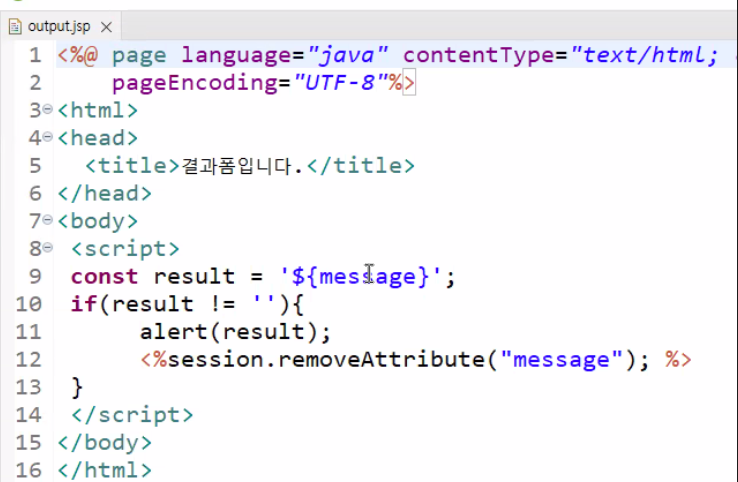 output.jsp
1 <%@ page language="java" contentType="text/html;
2     pageEncoding="UTF-8"%>
3 <html>
4 <head>
5   <title>결과폼입니다.</title>
6 </head>
7 <body>
8  <script>
9  const result = '${message}';
10  if(result != ''){
11      alert(result);
12      <%session.removeAttribute("message"); %>
13  }
14  </script>
15 </body>
16 </html>